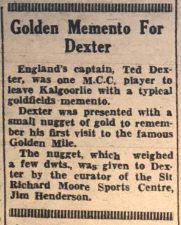 Golden Memento For
Dexter
England's captain, Ted Dex-
ter, was one M.C.C. player to
leave Kalgoorlie with a typical
goldfields memento.
Dexter was presented with a
small nugget of gold to remem-
ber his first visit to the famous
Golden Mile.
The nugget, which weighed
a few dwts., was given to Dex-
ter by the curator of the Sir
Richard Moore Sports Centre,
Jim Henderson.